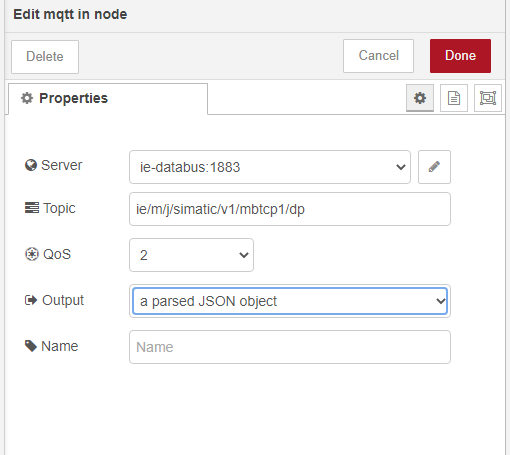 Edit mqtt in node
Delete
Cancel
Done
Properties
Server
ie-databus:1883
Topic
ie/m/j/simatic/v1/mbtcp1/dp
QoS
2
Output
a parsed JSON object
Name
Name